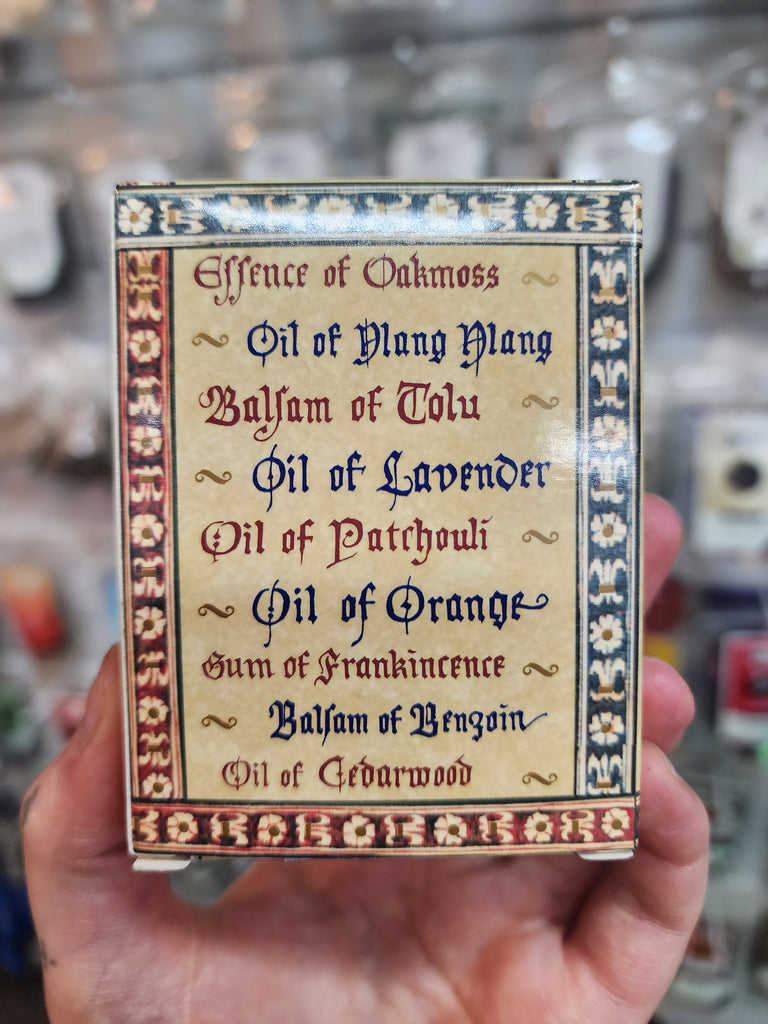 Eſſence of Oakmoss
~ Oil of Ylang Ylang
Balſam of Tolu ~
~ Oil of Lavender
Oil of Patchouli ~
~ Oil of Orange
Gum of Frankincence ~
~ Balſam of Benzoin
Oil of Cedarwood ~